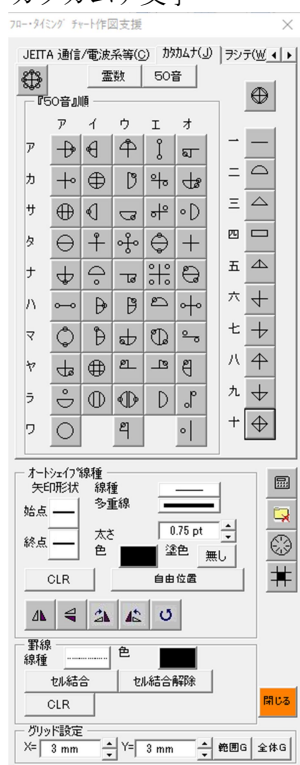 カタカムナ文字
フロー・タイミング チャート作図支援
JEITA 通信/電波系等(C) カタカムナ(J) ヲシテ(W
霊数 50音
『50音』順
ア イ ウ エ オ
ア
カ
サ
タ
ナ
ハ
マ
ヤ
ラ
ワ
一
二
三
四
五
六
七
八
九
十
オートシェイプ線種
矢印形状 線種
多重線
始点
太さ 0.75 pt
終点 色 塗色 無し
CLR 自由位置
罫線
線種 色
セル結合 セル結合解除
CLR
閉じる
グリッド設定
X= 3 mm Y= 3 mm 範囲G 全体G